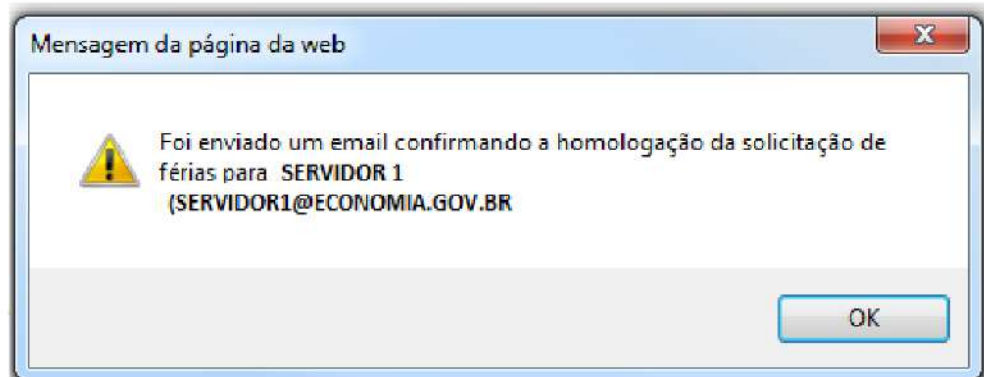 Mensagem da página da web
Foi enviado um email confirmando a homologação da solicitação de
férias para SERVIDOR 1
(SERVIDOR1@ECONOMIA.GOV.BR
OK